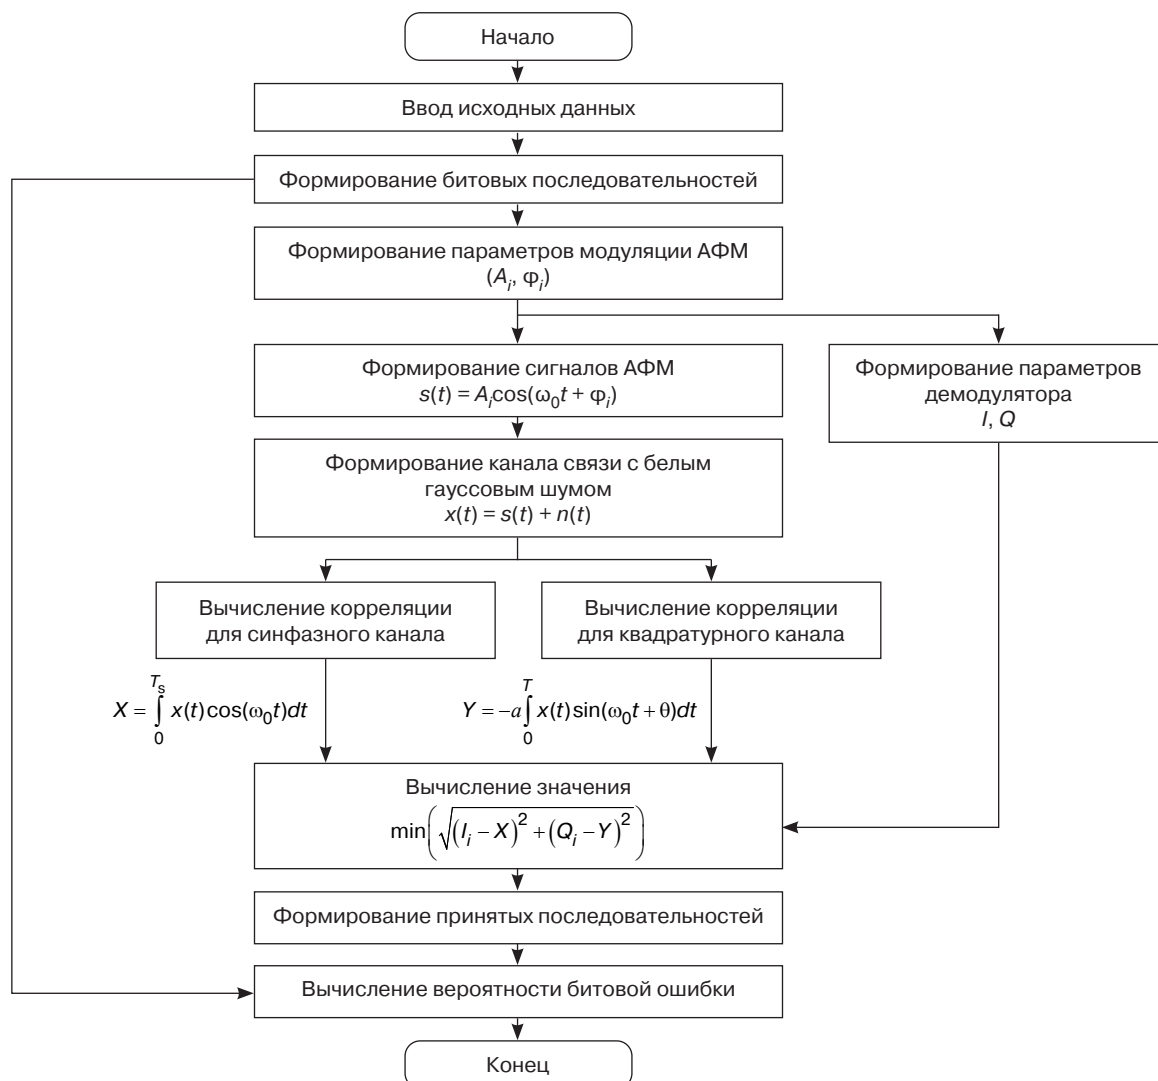 Начало
Ввод исходных данных
Формирование битовых последовательностей
Формирование параметров модуляции АФМ
(A_i, φ_i)
Формирование сигналов АФМ
s(t) = A_i cos(ω_0 t + φ_i)
Формирование параметров
демодулятора
I, Q
Формирование канала связи с белым
гауссовым шумом
x(t) = s(t) + n(t)
Вычисление корреляции
для синфазного канала
Вычисление корреляции
для квадратурного канала
X = ∫_0^{T_s} x(t) cos(ω_0 t)dt
Y = −a ∫_0^T x(t) sin(ω_0 t + θ)dt
Вычисление значения
min(√((I_i − X)^2 + (Q_i − Y)^2))
Формирование принятых последовательностей
Вычисление вероятности битовой ошибки
Конец